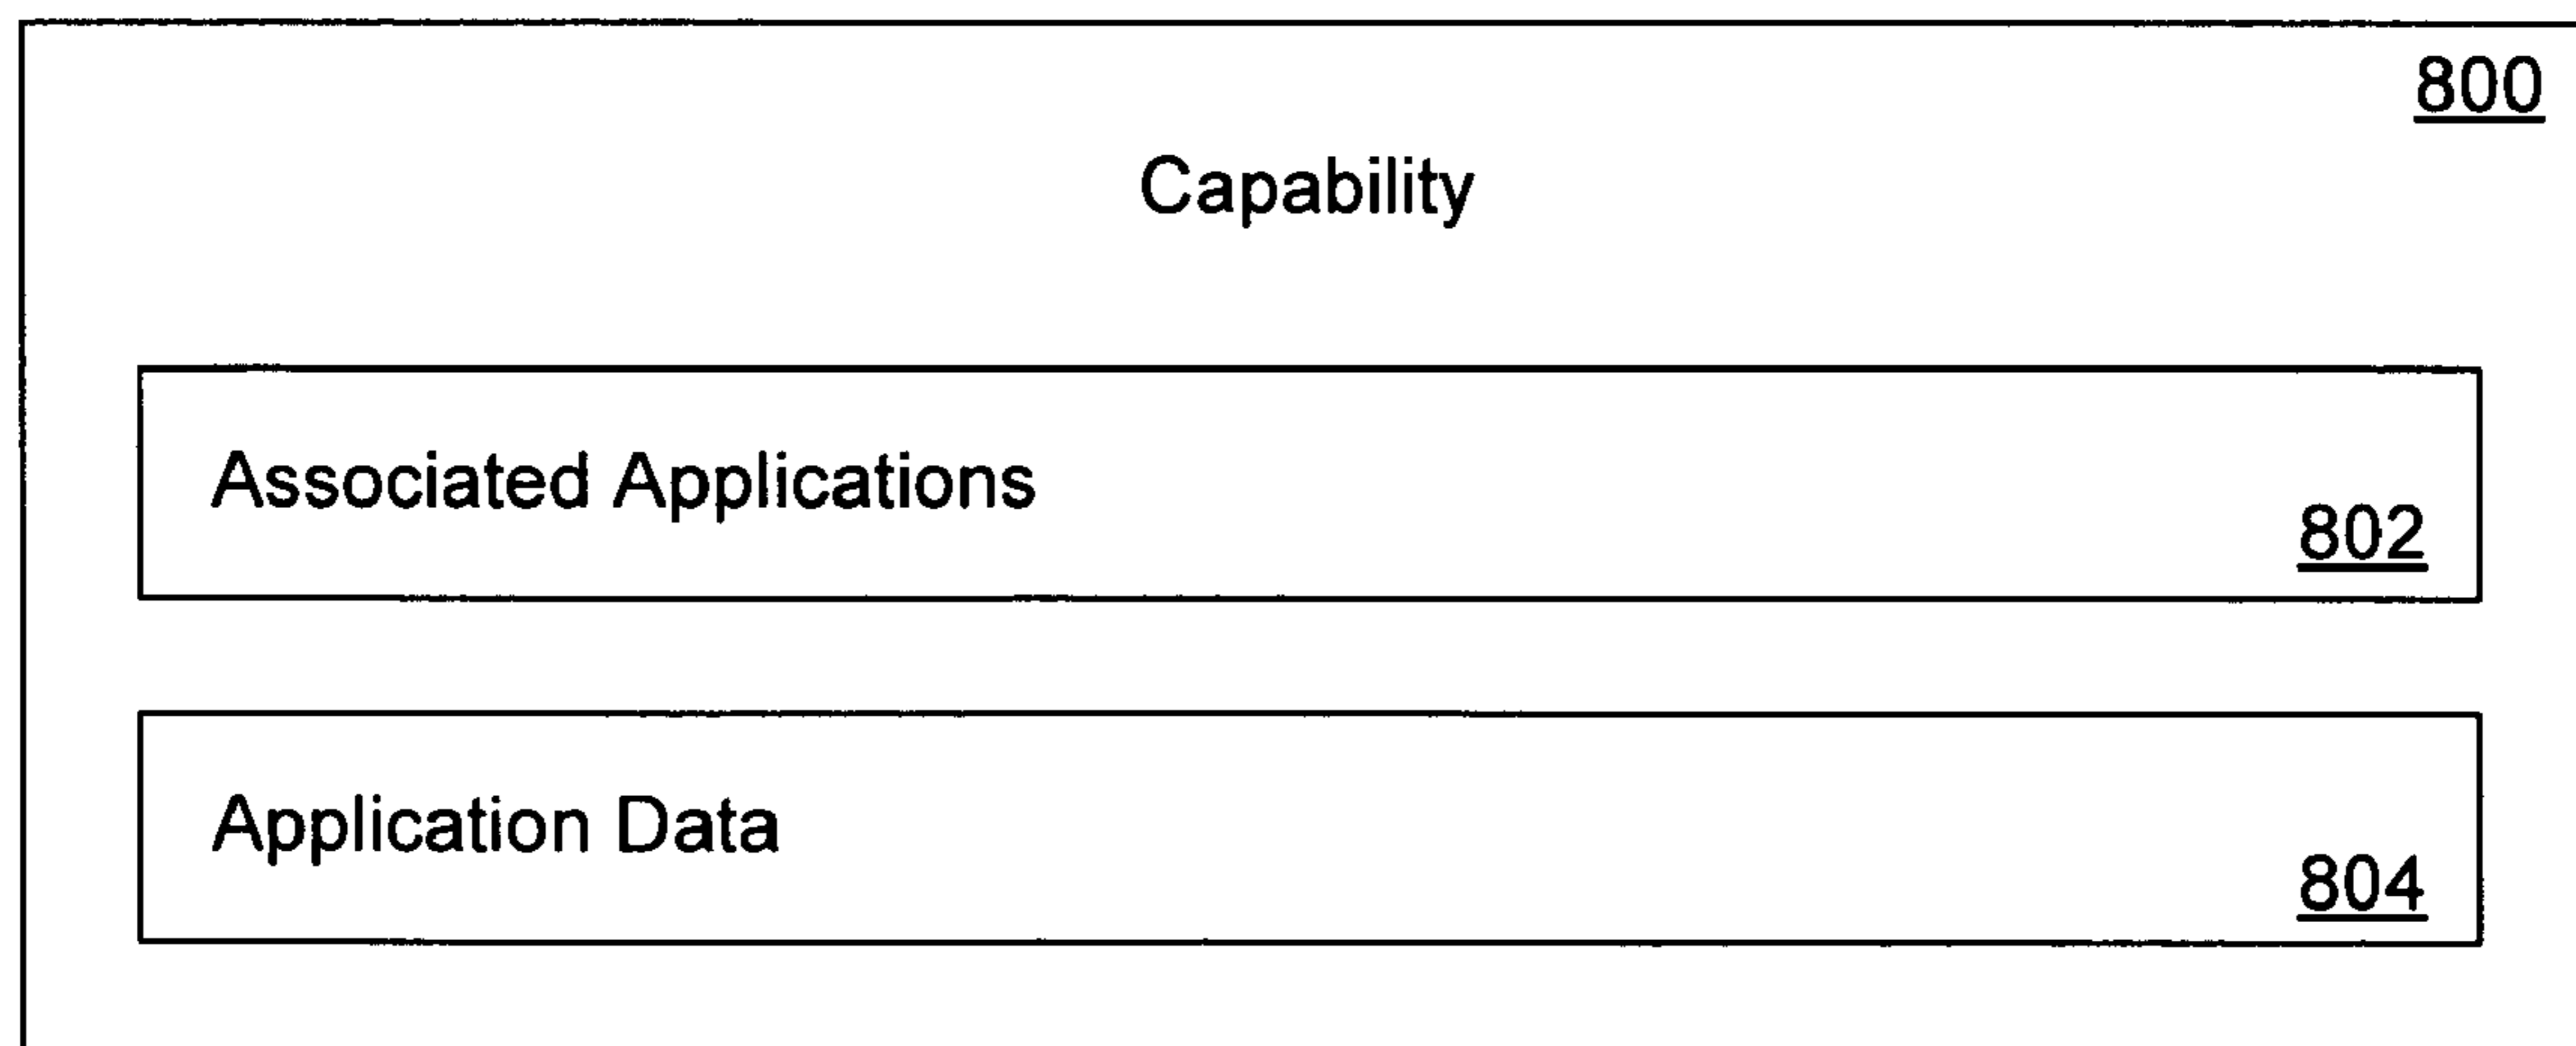 800
Capability
Associated Applications
802
Application Data
804